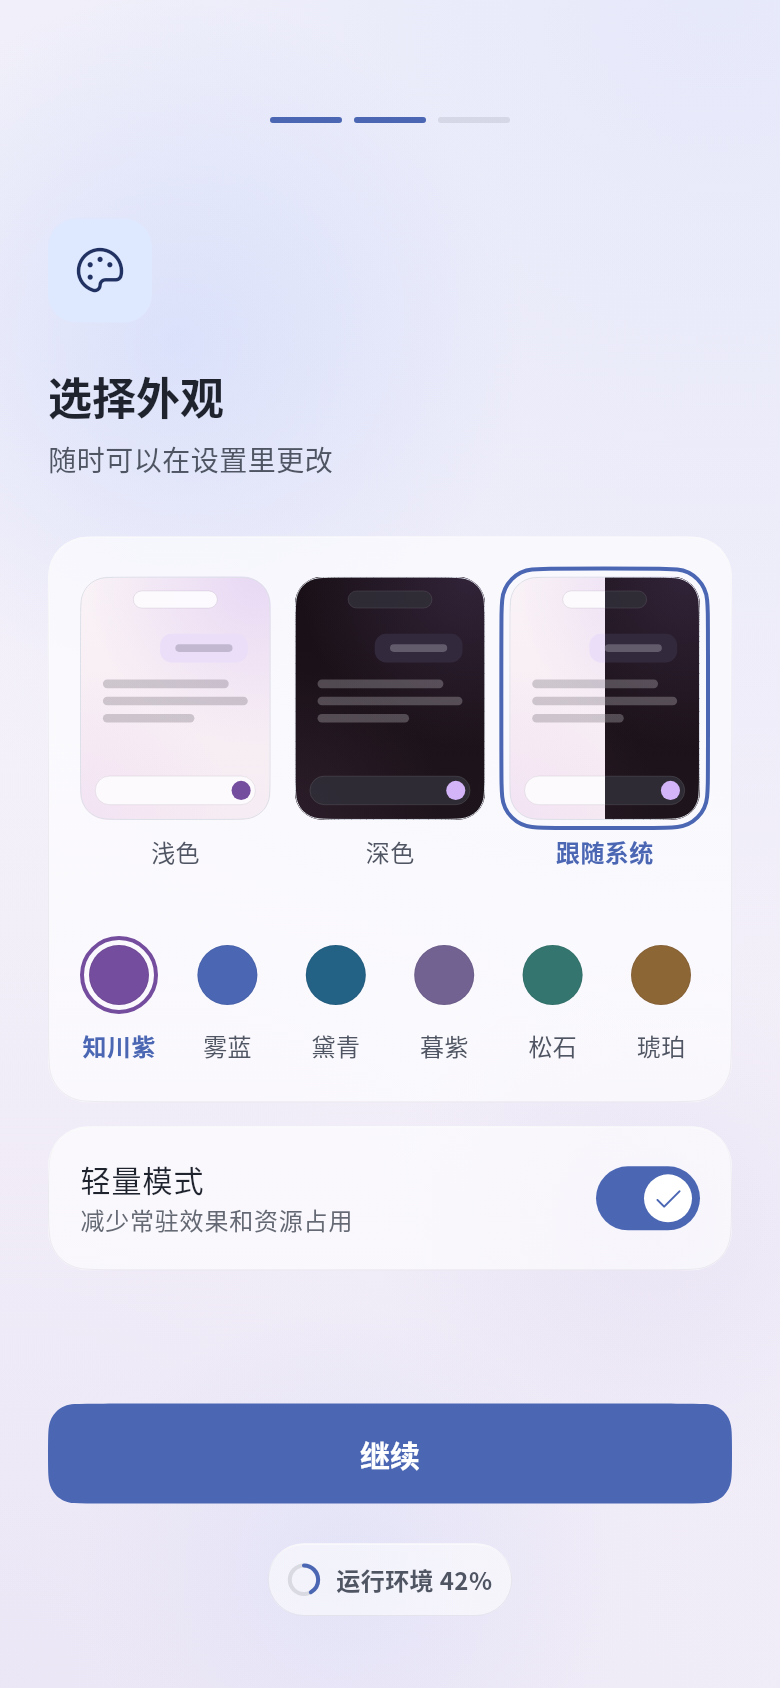 选择外观
随时可以在设置里更改
浅色
深色
跟随系统
知川紫
雾蓝
黛青
暮紫
松石
琥珀
轻量模式
减少常驻效果和资源占用
继续
运行环境 42%